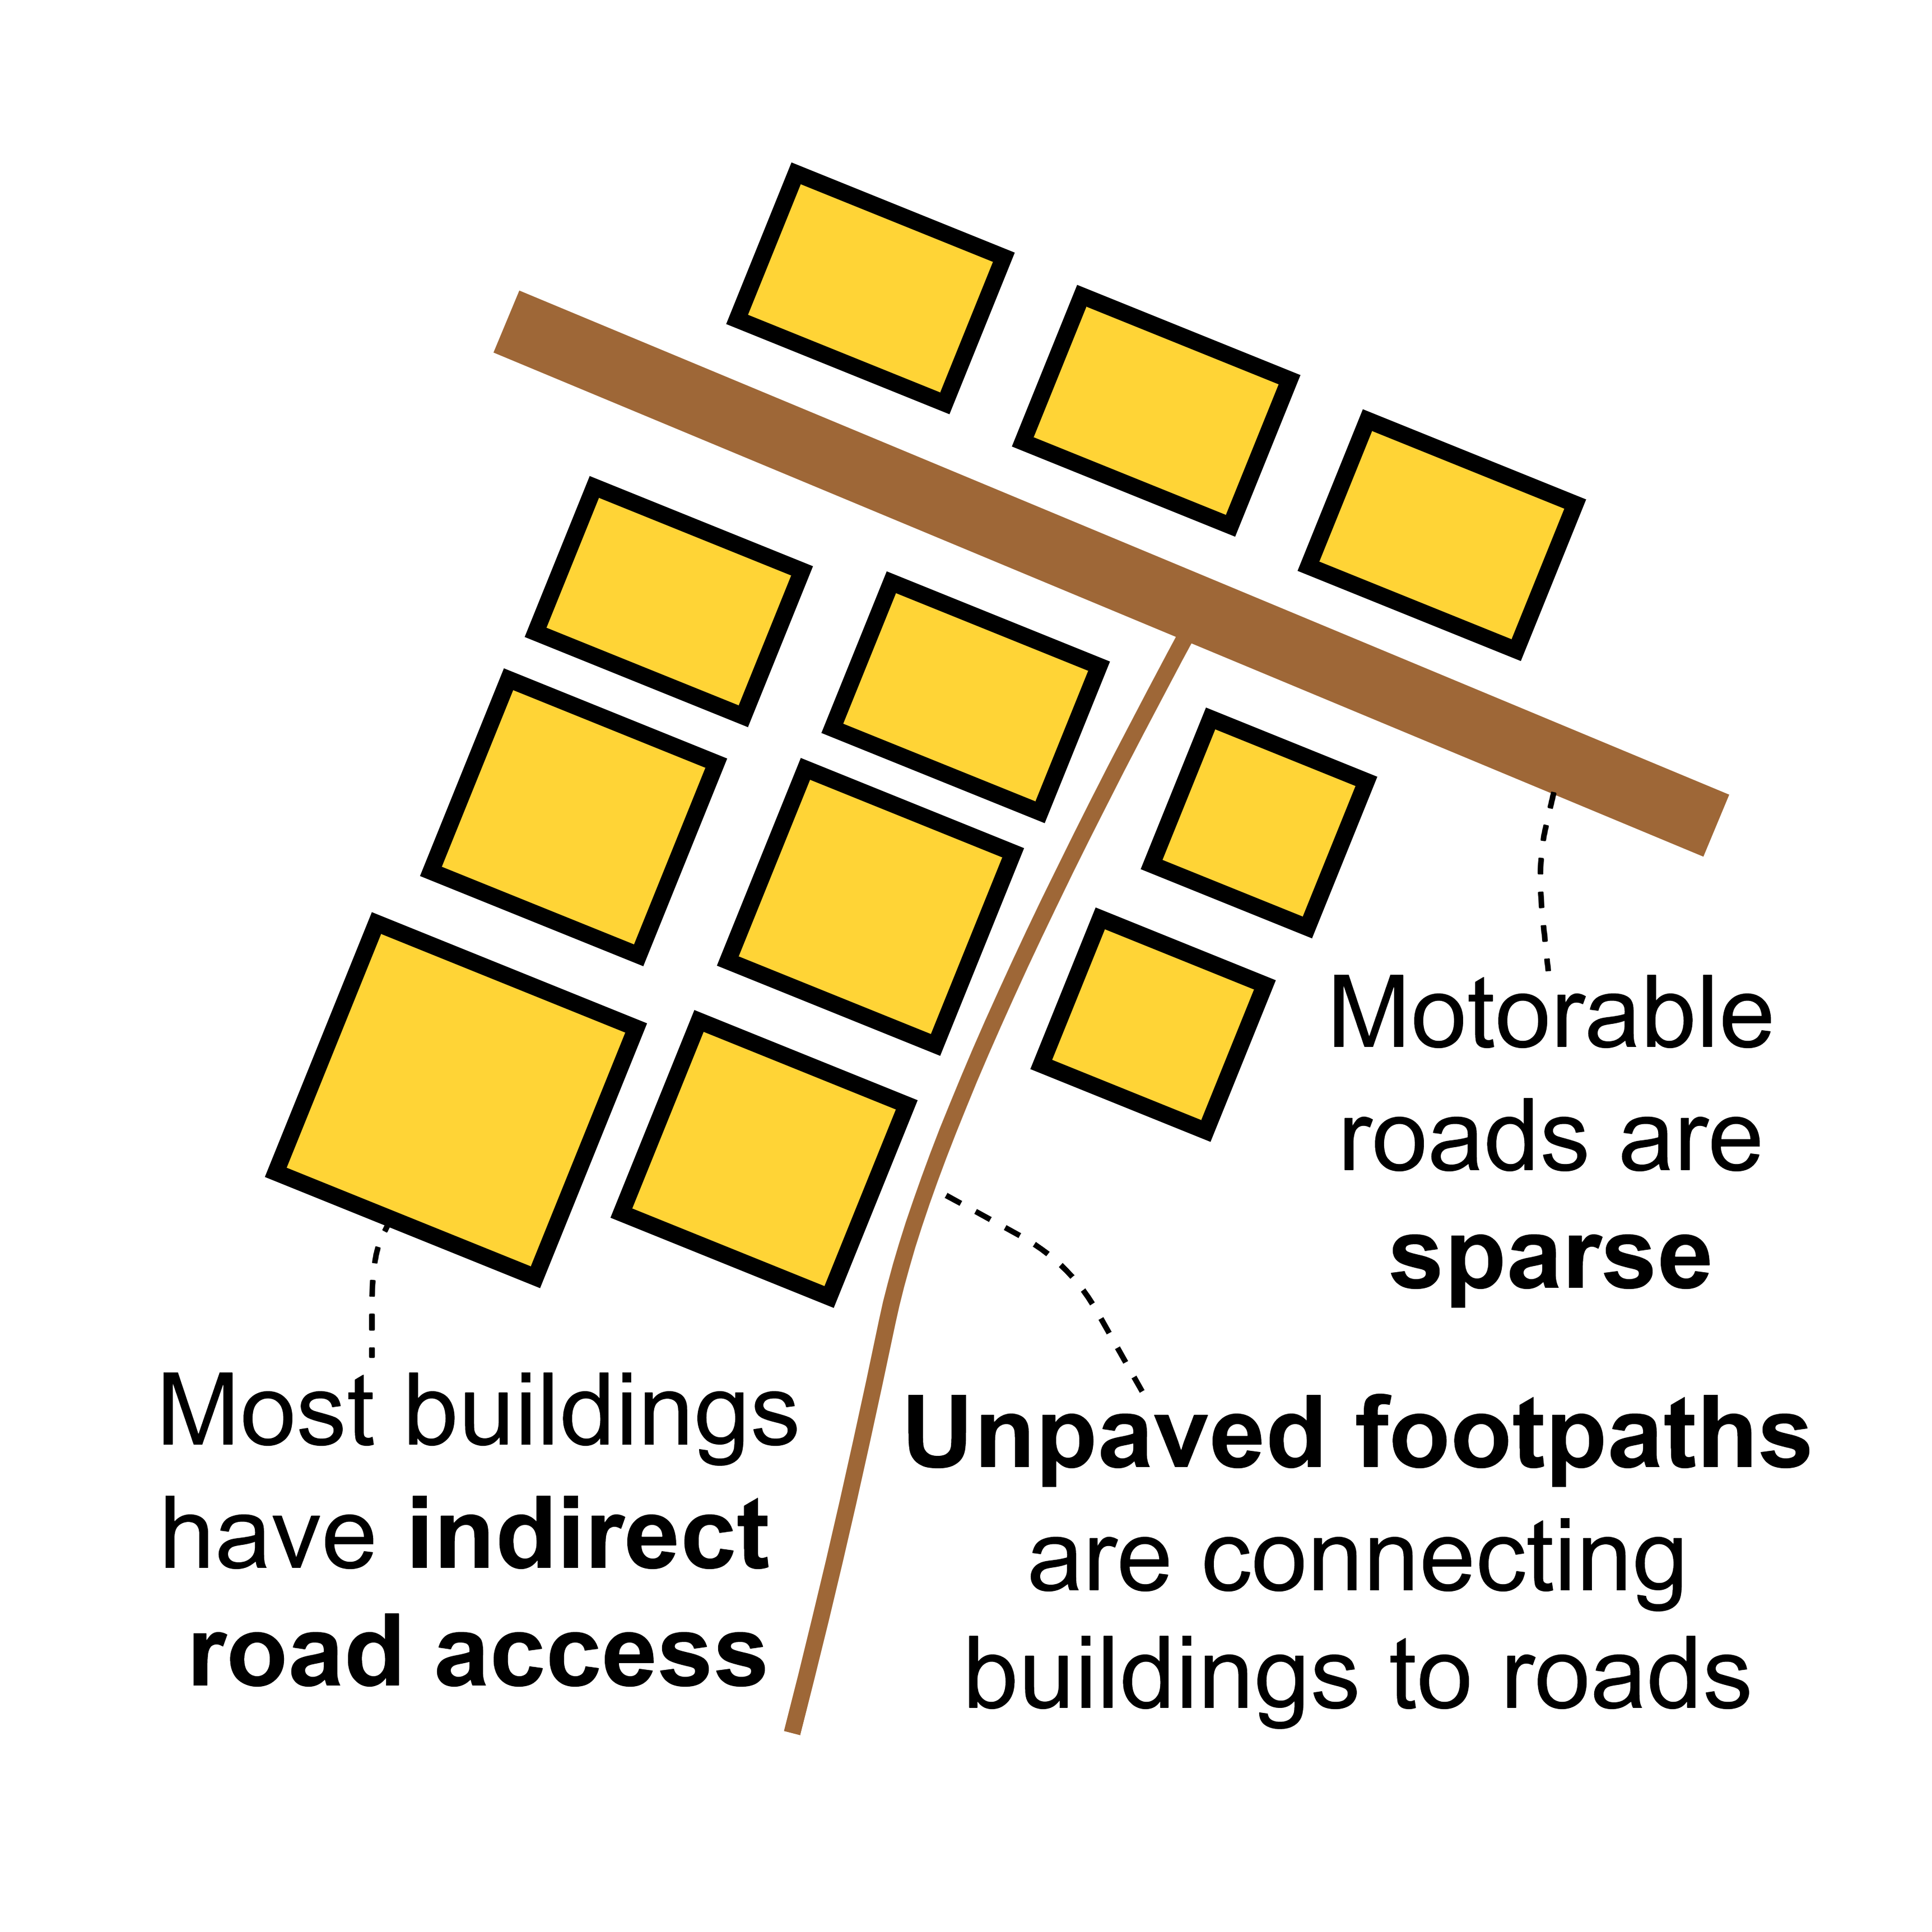 Motorable
roads are
sparse
Most buildings
have indirect
road access
Unpaved footpaths
are connecting
buildings to roads